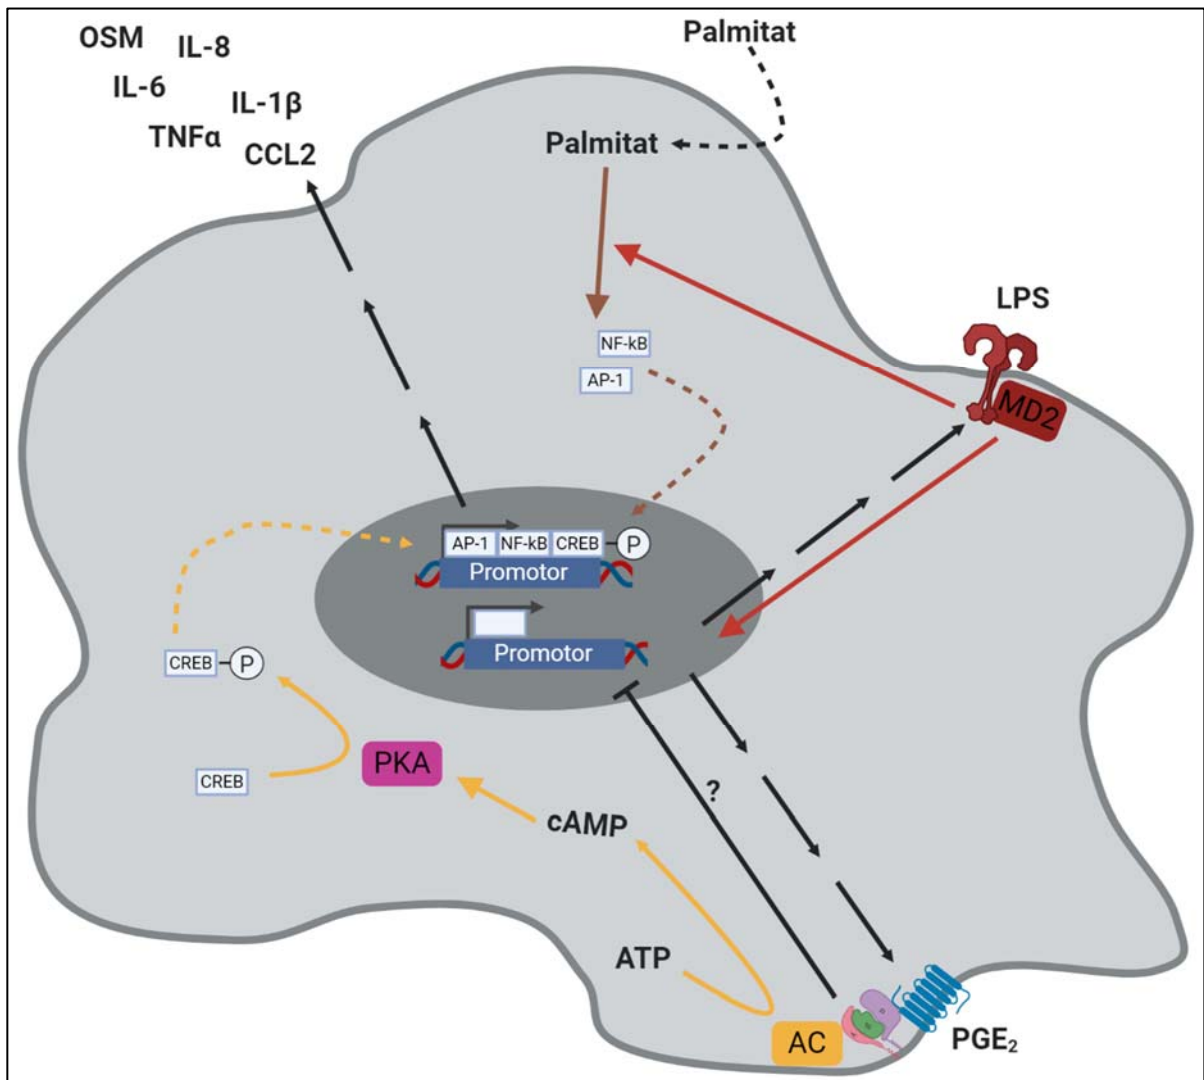 OSM
IL-8
IL-6
IL-1β
TNFα
CCL2
Palmitat
Palmitat
LPS
MD2
NF-kB
AP-1
AP-1 NF-kB CREB P
Promotor
Promotor
CREB P
CREB
PKA
?
cAMP
ATP
AC
PGE₂